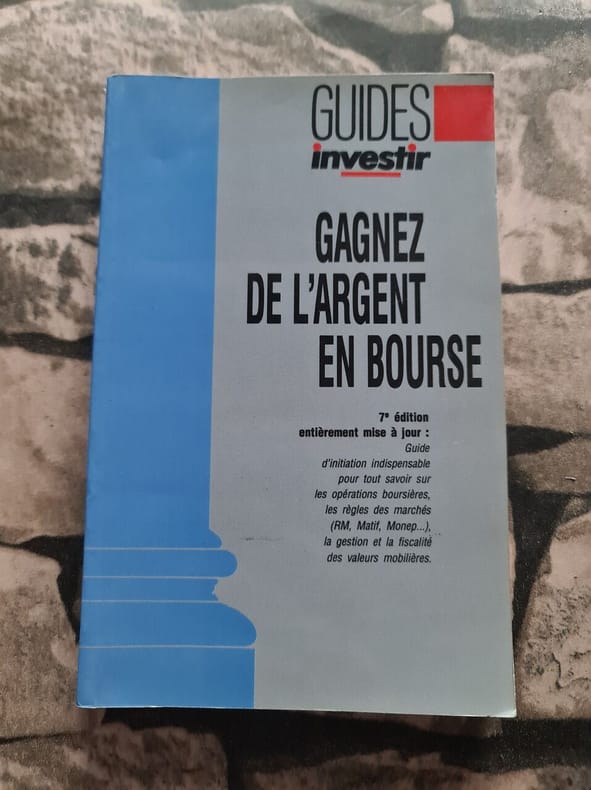 GUIDES
investir
GAGNEZ
DE L'ARGENT
EN BOURSE
7e édition
entièrement mise à jour :
Guide
d'initiation indispensable
pour tout savoir sur
les opérations boursières,
les règles des marchés
(RM, Matif, Monep...),
la gestion et la fiscalité
des valeurs mobilières.